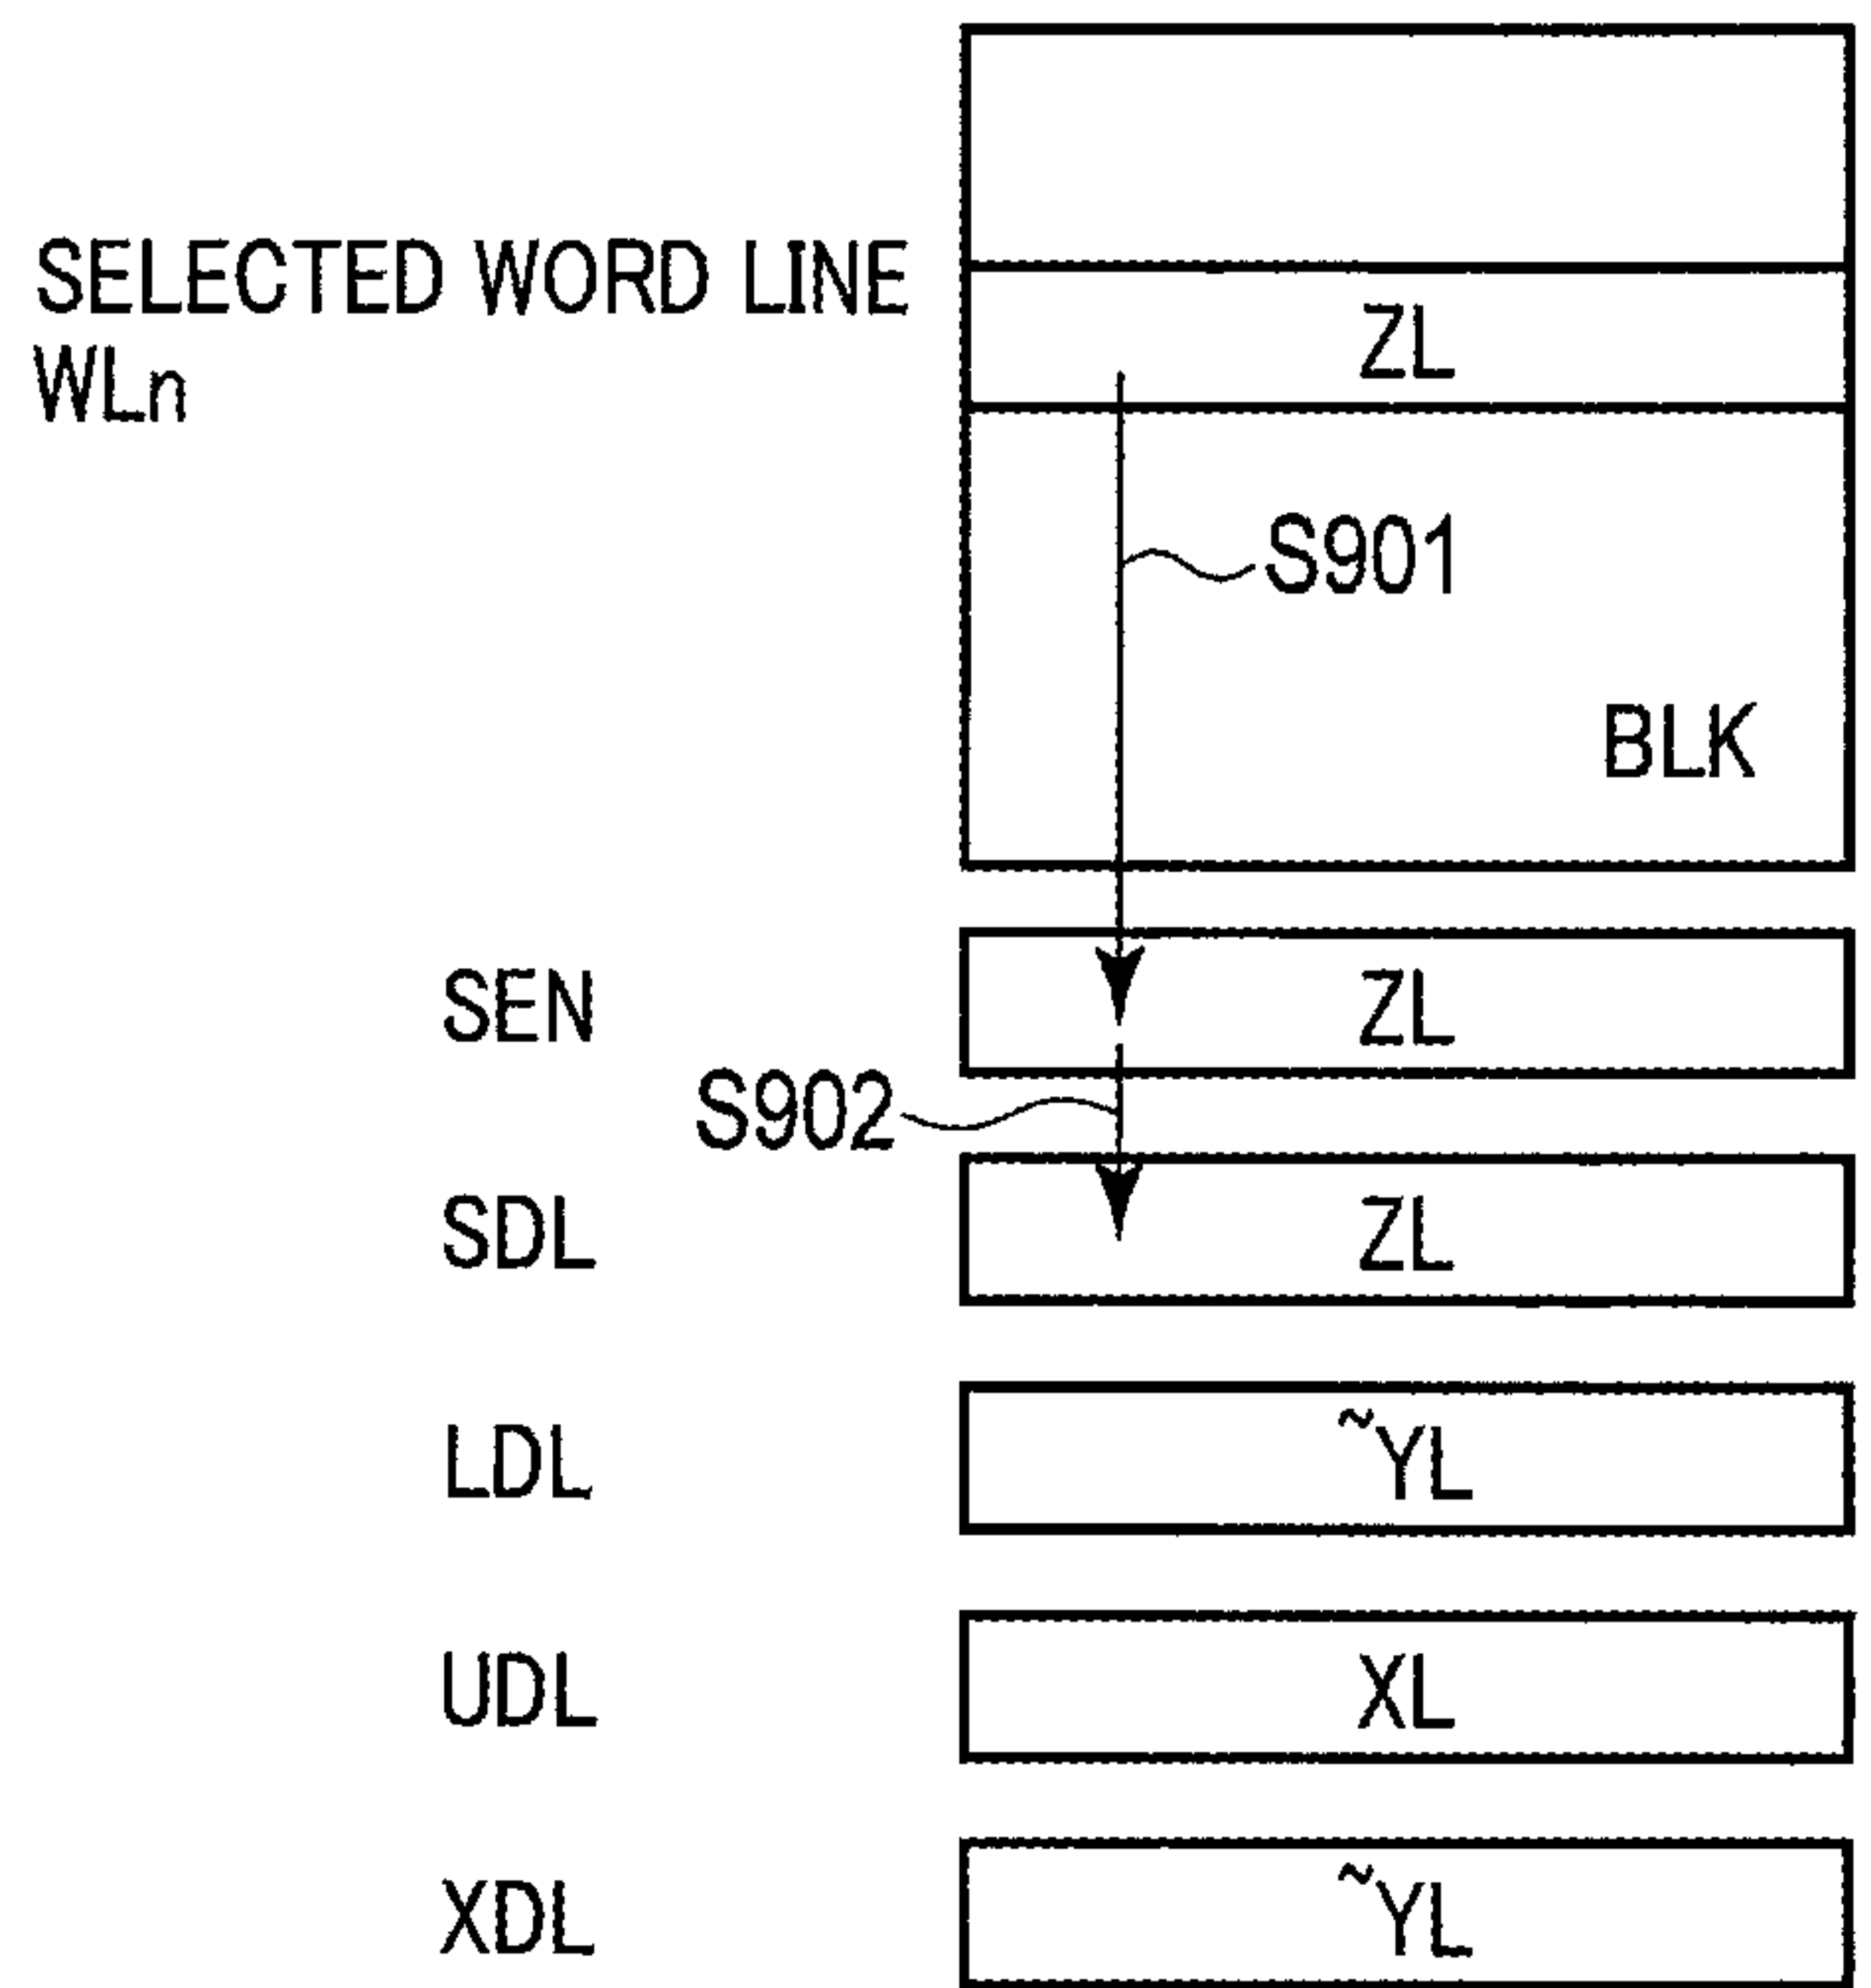 SELECTED WORD LINE
WLn
ZL
S901
BLK
SEN
ZL
S902
SDL
ZL
LDL
~YL
UDL
XL
XDL
~YL